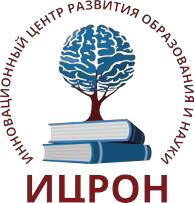 ИННОВАЦИОННЫЙ ЦЕНТР РАЗВИТИЯ ОБРАЗОВАНИЯ И НАУКИ
ИЦРОН